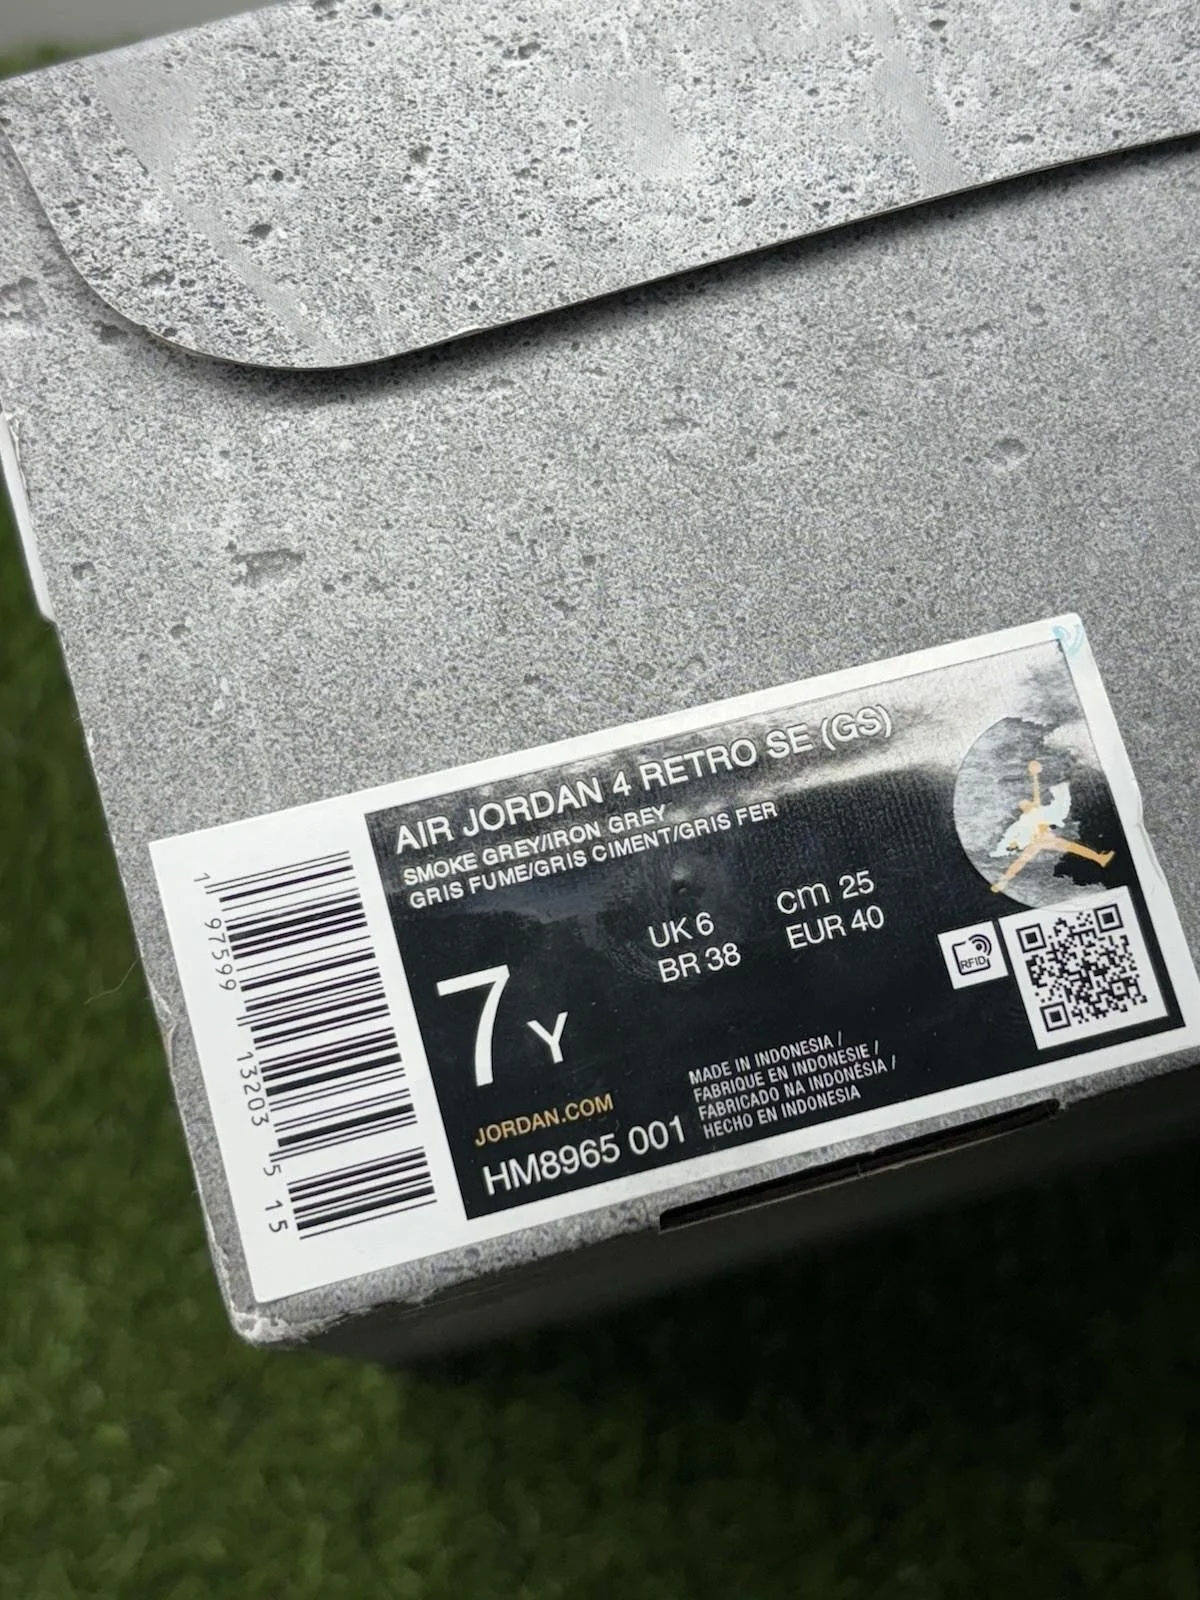 AIR JORDAN 4 RETRO SE (GS)
SMOKE GREY/IRON GREY
GRIS FUME/GRIS CIMENT/GRIS FER
UK 6 cm 25
BR 38 EUR 40
7Y
MADE IN INDONESIA /
FABRIQUE EN INDONESIE /
FABRICADO NA INDONÉSIA /
HECHO EN INDONESIA
JORDAN.COM
HM8965 001
RFID
1 97599 13203 5 15